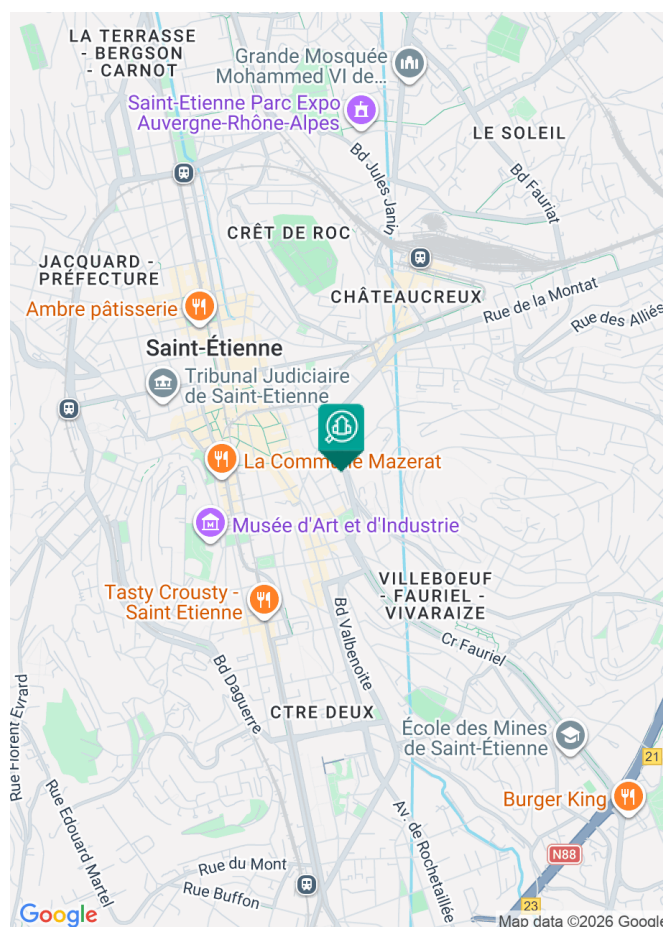 LA TERRASSE
- BERGSON
- CARNOT
Grande Mosquée
Mohammed VI de...
Saint-Etienne Parc Expo
Auvergne-Rhône-Alpes
LE SOLEIL
Bd Jules Janin
Bd Fauriat
CRÊT DE ROC
JACQUARD -
PRÉFECTURE
CHÂTEAUCREUX
Rue de la Montat
Rue des Alliés
Ambre pâtisserie
Saint-Étienne
Tribunal Judiciaire
de Saint-Etienne
La Commune Mazerat
Musée d'Art et d'Industrie
VILLEBOEUF
- FAURIEL -
VIVARAIZE
Tasty Crousty -
Saint Etienne
Bd Valbenoite
Cr Fauriel
Bd Daguerre
CTRE DEUX
École des Mines
de Saint-Étienne
Rue Florent Evrard
21
Burger King
Rue Edouard Martel
Av. de Rochetaillée
N88
Rue du Mont
Rue Buffon
23
Google
Map data ©2026 Google